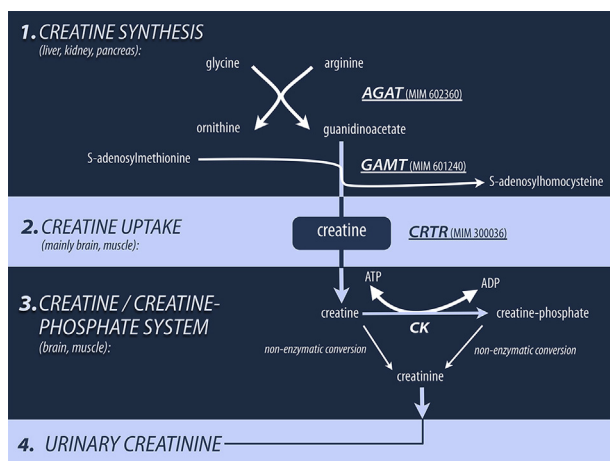 1. CREATINE SYNTHESIS
(liver, kidney, pancreas):
glycine
arginine
AGAT (MIM 602360)
ornithine
guanidinoacetate
S-adenosylmethionine
GAMT (MIM 601240)
S-adenosylhomocysteine
2. CREATINE UPTAKE
(mainly brain, muscle):
creatine
CRTR (MIM 300036)
3. CREATINE / CREATINE-
PHOSPHATE SYSTEM
(brain, muscle):
ATP
ADP
creatine
CK
creatine-phosphate
non-enzymatic conversion
non-enzymatic conversion
creatinine
4. URINARY CREATININE